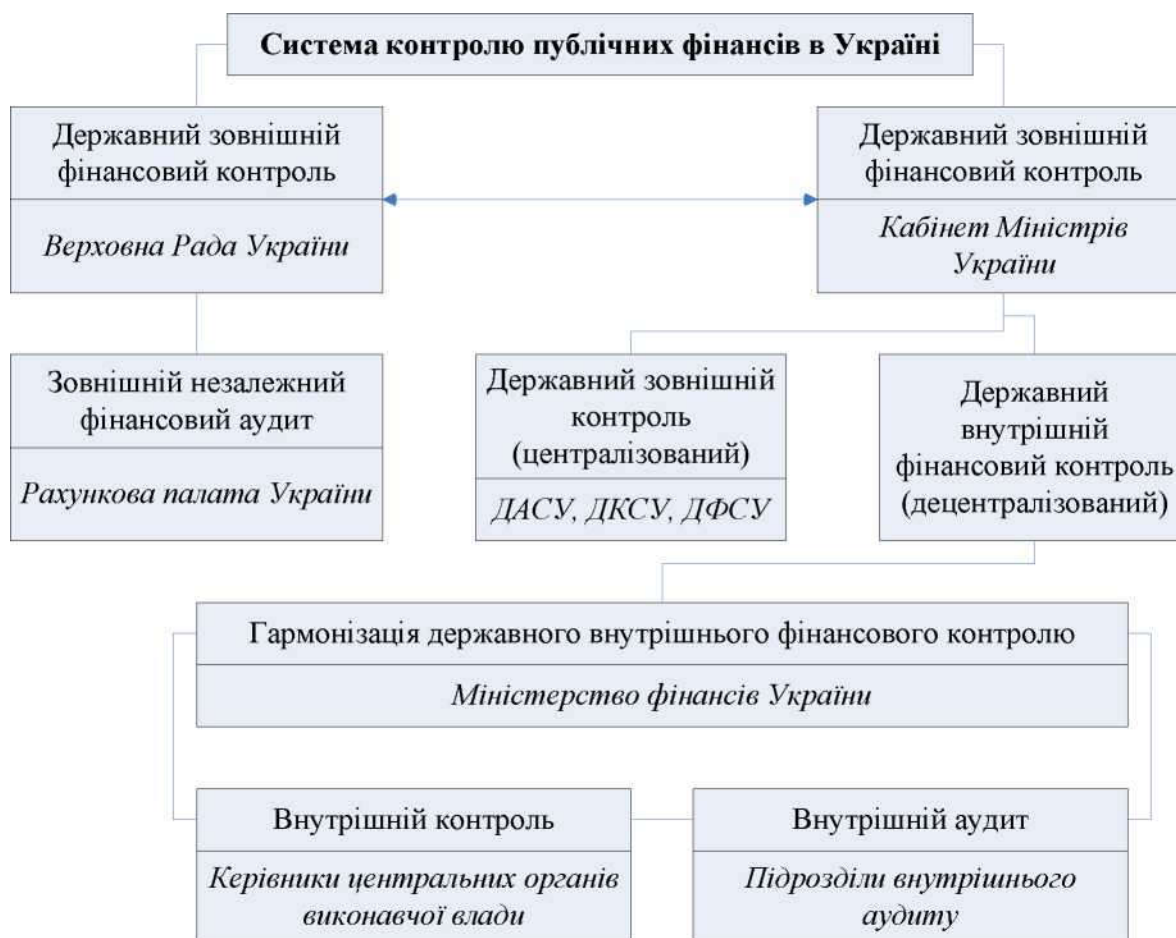 Система контролю публічних фінансів в Україні
Державний зовнішній
фінансовий контроль
Верховна Рада України
Державний зовнішній
фінансовий контроль
Кабінет Міністрів
України
Зовнішній незалежний
фінансовий аудит
Рахункова палата України
Державний зовнішній
контроль
(централізований)
ДАСУ, ДКСУ, ДФСУ
Державний
внутрішній
фінансовий контроль
(децентралізований)
Гармонізація державного внутрішнього фінансового контролю
Міністерство фінансів України
Внутрішній контроль
Керівники центральних органів
виконавчої влади
Внутрішній аудит
Підрозділи внутрішнього
аудиту